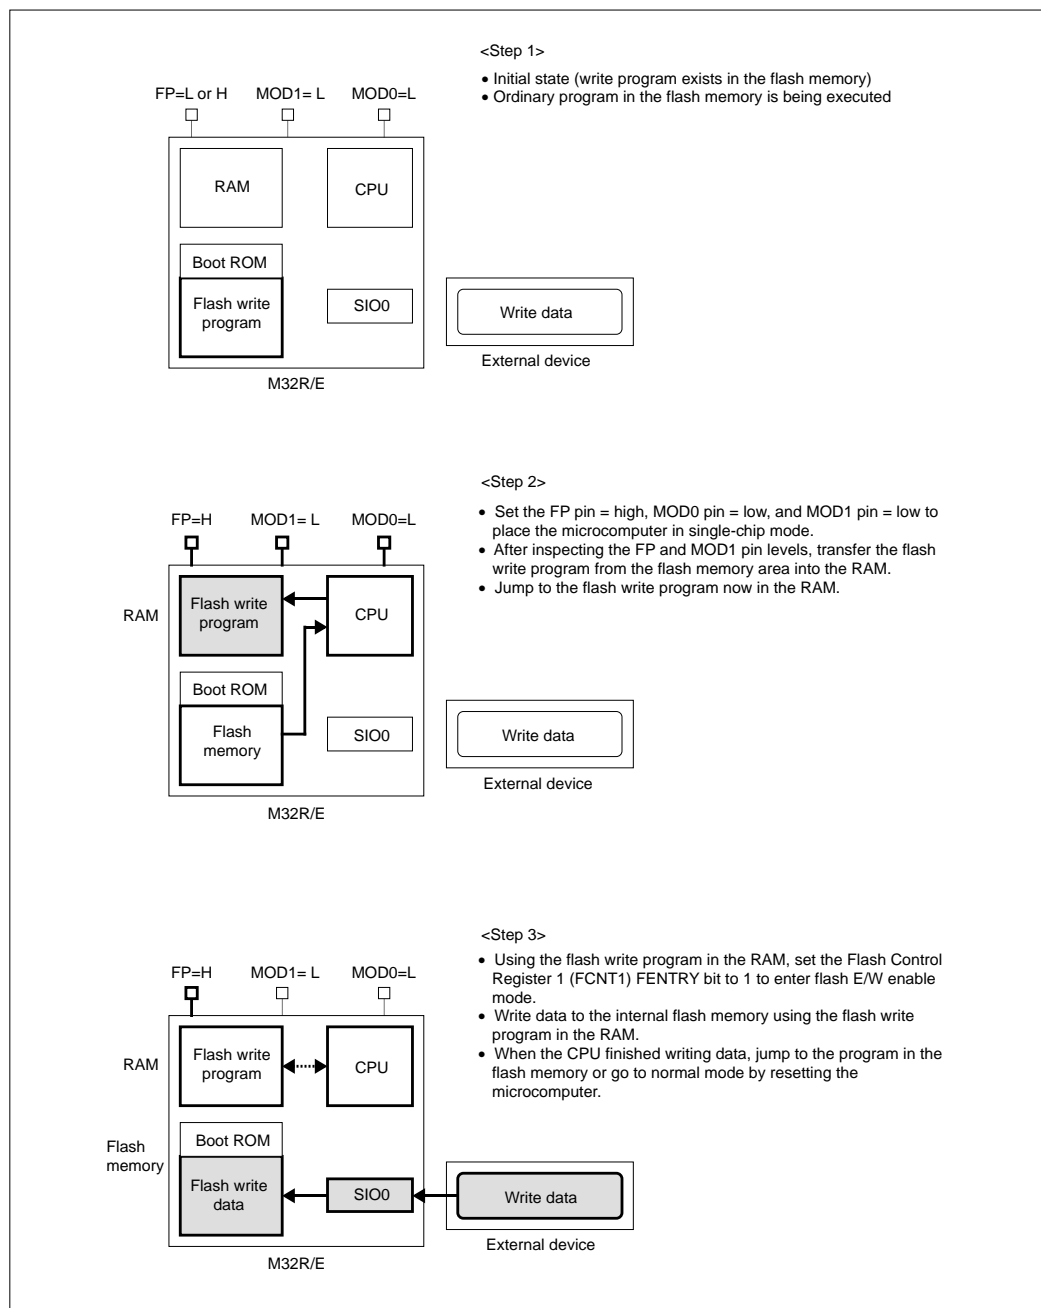 <Step 1>
• Initial state (write program exists in the flash memory)
• Ordinary program in the flash memory is being executed
FP=L or H MOD1= L MOD0=L
RAM
CPU
Boot ROM
Flash write
program
SIO0
Write data
External device
M32R/E
<Step 2>
• Set the FP pin = high, MOD0 pin = low, and MOD1 pin = low to
place the microcomputer in single-chip mode.
• After inspecting the FP and MOD1 pin levels, transfer the flash
write program from the flash memory area into the RAM.
• Jump to the flash write program now in the RAM.
FP=H MOD1= L MOD0=L
RAM
Flash write
program
CPU
Boot ROM
Flash
memory
SIO0
Write data
External device
M32R/E
<Step 3>
• Using the flash write program in the RAM, set the Flash Control
Register 1 (FCNT1) FENTRY bit to 1 to enter flash E/W enable
mode.
• Write data to the internal flash memory using the flash write
program in the RAM.
• When the CPU finished writing data, jump to the program in the
flash memory or go to normal mode by resetting the
microcomputer.
FP=H MOD1= L MOD0=L
RAM
Flash write
program
CPU
Flash
memory
Boot ROM
Flash write
data
SIO0
Write data
External device
M32R/E